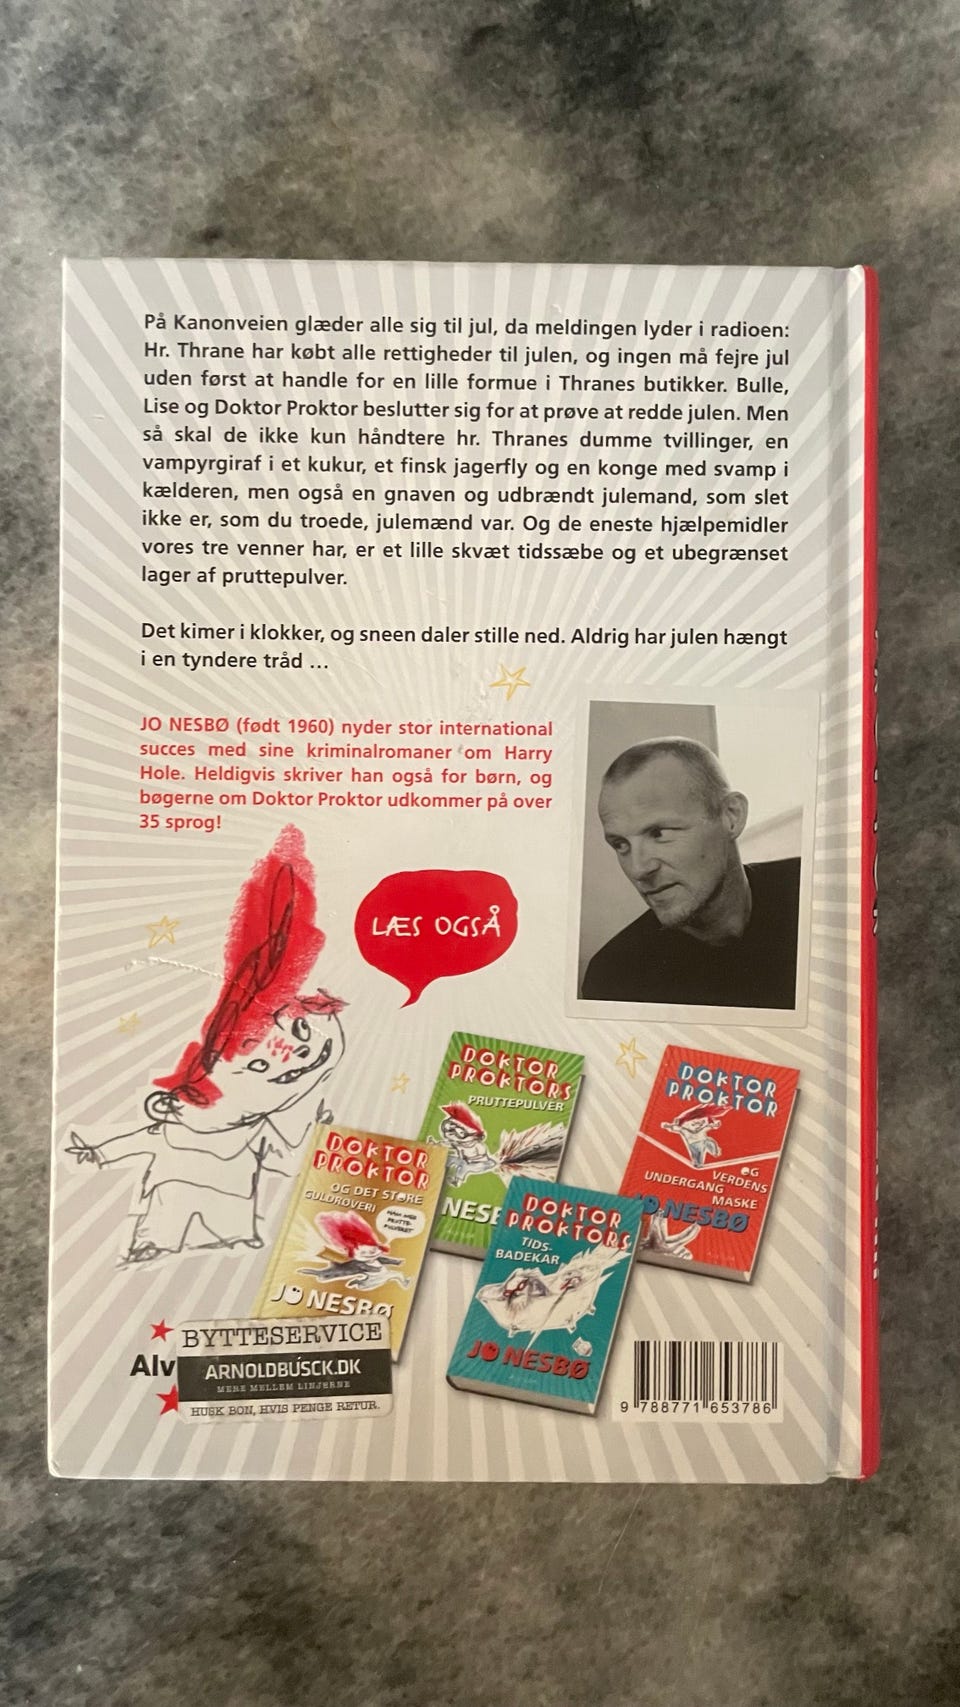 På Kanonveien glæder alle sig til jul, da meldingen lyder i radioen:
Hr. Thrane har købt alle rettigheder til julen, og ingen må fejre jul
uden først at handle for en lille formue i Thranes butikker. Bulle,
Lise og Doktor Proktor beslutter sig for at prøve at redde julen. Men
så skal de ikke kun håndtere hr. Thranes dumme tvillinger, en
vampyrgiraf i et kukur, et finsk jagerfly og en konge med svamp i
kælderen, men også en gnaven og udbrændt julemand, som slet
ikke er, som du troede, julemænd var. Og de eneste hjælpemidler
vores tre venner har, er et lille skvæt tidssæbe og et ubegrænset
lager af pruttepulver.
Det kimer i klokker, og sneen daler stille ned. Aldrig har julen hængt
i en tyndere tråd ...
JO NESBØ (født 1960) nyder stor international
succes med sine kriminalromaner om Harry
Hole. Heldigvis skriver han også for børn, og
bøgerne om Doktor Proktor udkommer på over
35 sprog!
LÆS OGSÅ
DOKTOR
PROKTORS
PRUTTEPULVER
NESB
DOKTOR
PROKTOR
OG
VERDENS
UNDERGANG
MASKE
JO NESBØ
DOKTOR
PROKTOR
OG DET STORE
GULDRØVERI
HAM MED
PRUTTE-
PULVERET
JO NESBØ
DOKTOR
PROKTORS
TIDS-
BADEKAR
JO NESBØ
Alv
BYTTESERVICE
ARNOLDBUSCK.DK
MERE MELLEM LINJERNE
HUSK BON, HVIS PENGE RETUR.
9 788771 653786